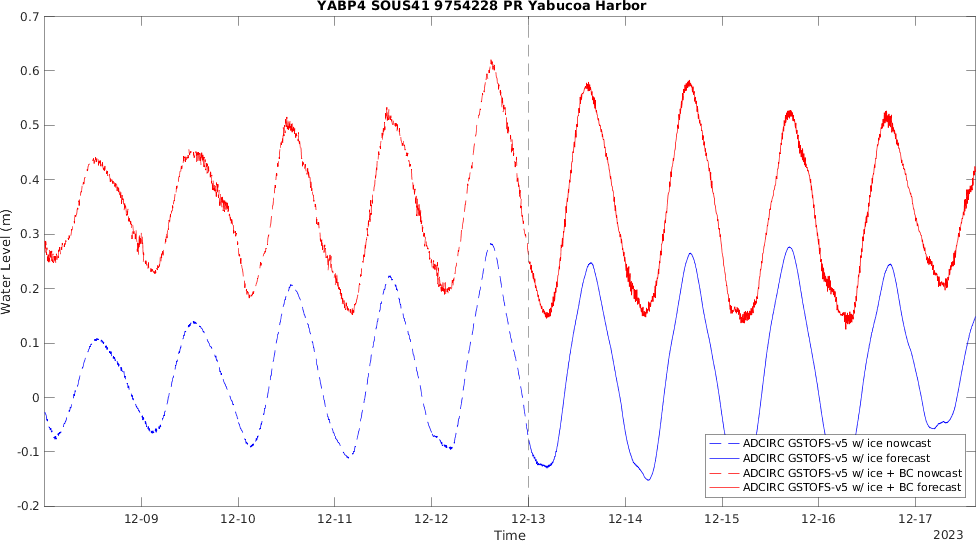 YABP4 SOUS41 9754228 PR Yabucoa Harbor
0.7
0.6
0.5
0.4
0.3
0.2
0.1
0
-0.1
-0.2
Water Level (m)
12-09 12-10 12-11 12-12 12-13 12-14 12-15 12-16 12-17
Time
2023
ADCIRC GSTOFS-v5 w/ ice nowcast
ADCIRC GSTOFS-v5 w/ ice forecast
ADCIRC GSTOFS-v5 w/ ice + BC nowcast
ADCIRC GSTOFS-v5 w/ ice + BC forecast